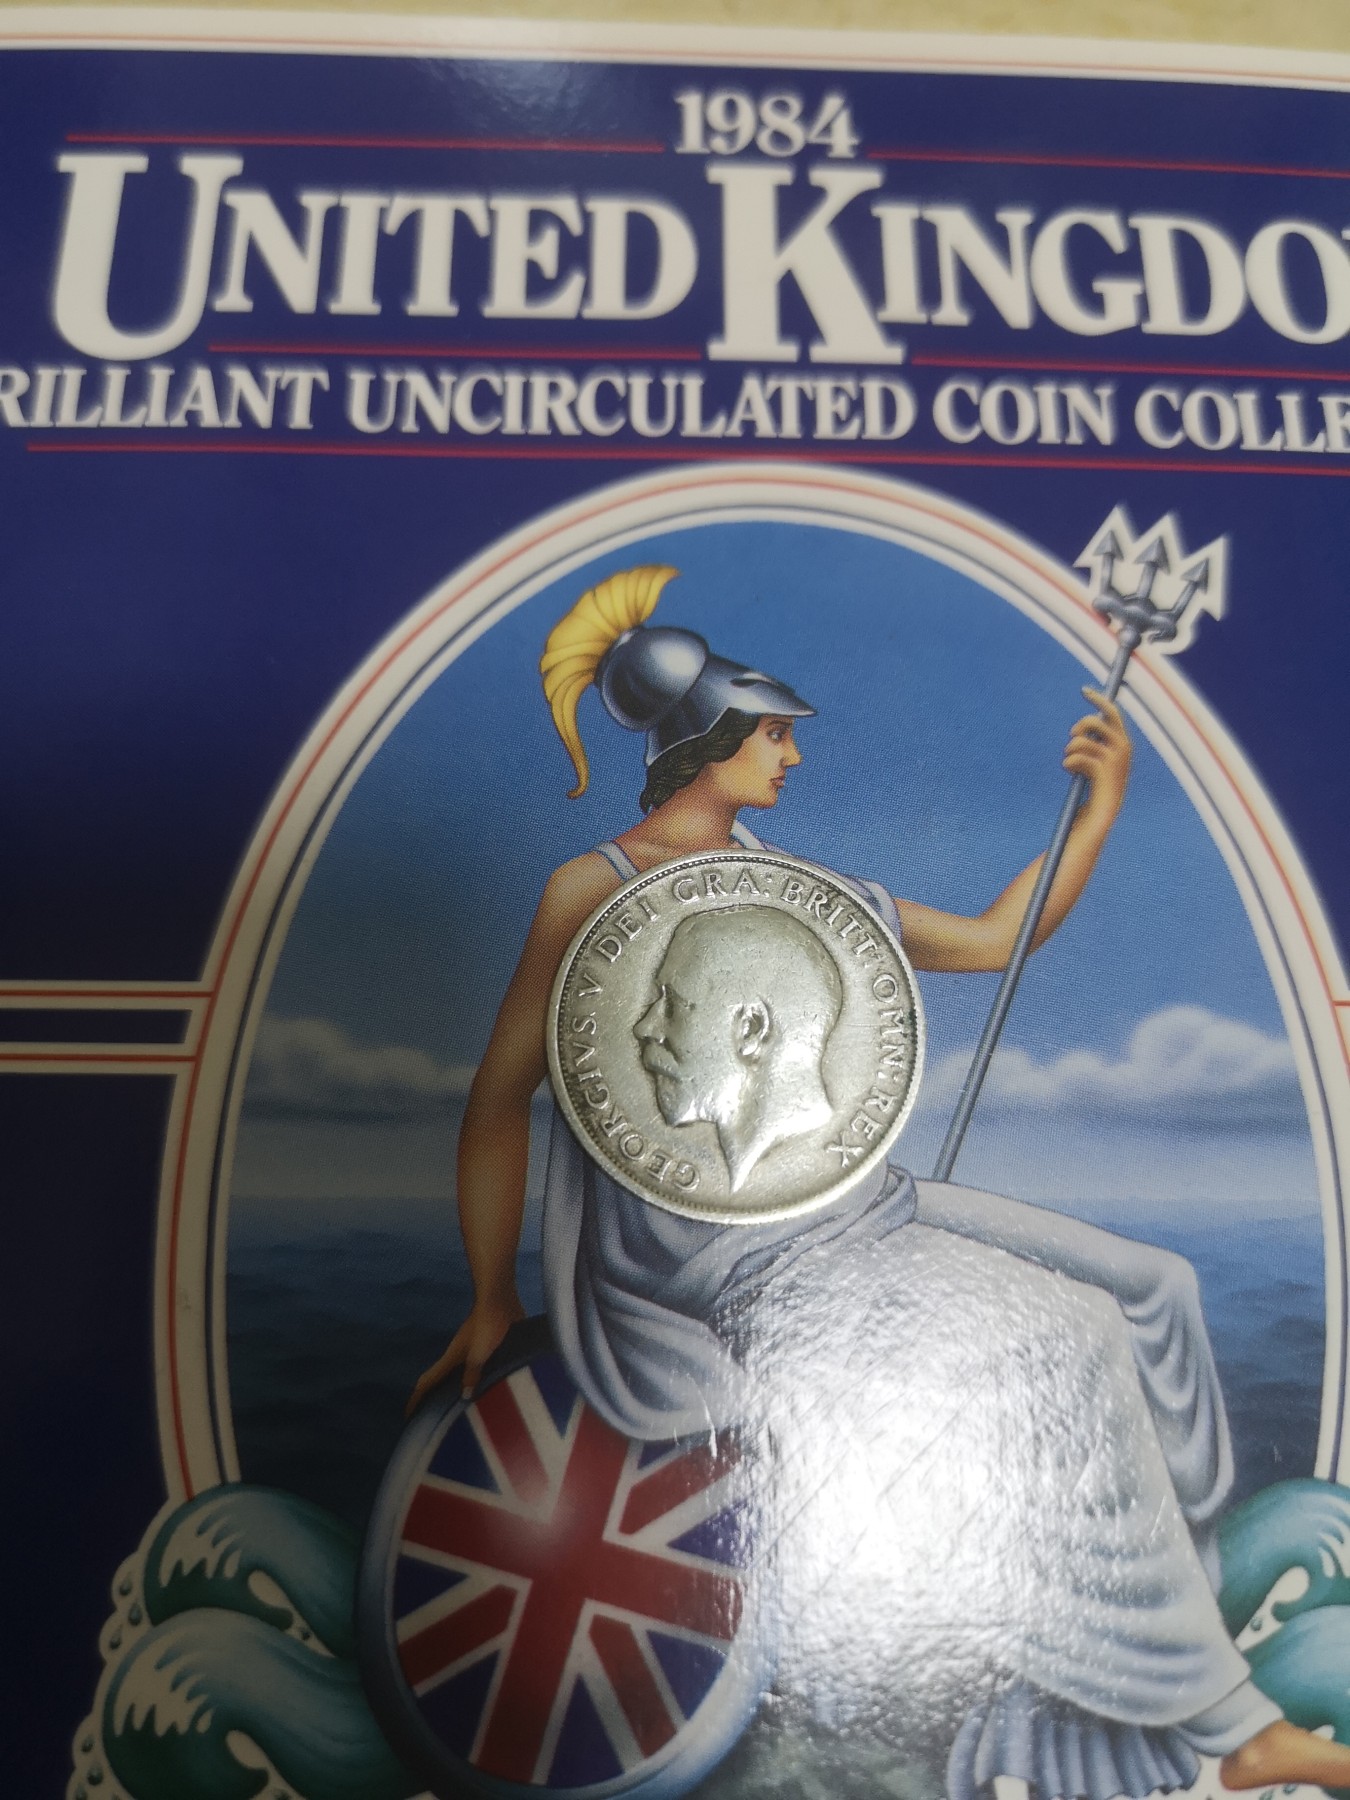 1984
UNITED KINGDO
RILLIANT UNCIRCULATED COIN COLLE
GEORGIVS V DEI GRA: BRITT: OMN: REX